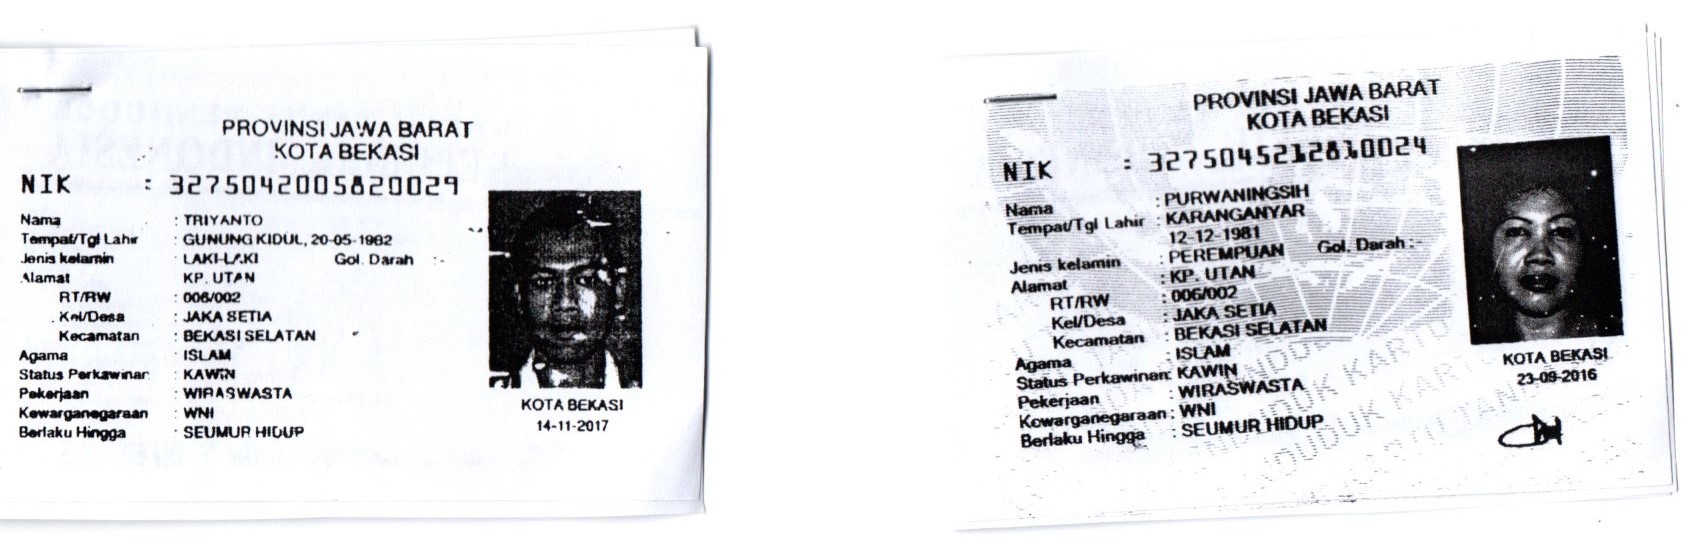 PROVINSI JAWA BARAT
KOTA BEKASI
NIK : 3275042005820029
Nama : TRIYANTO
Tempat/Tgl Lahir : GUNUNG KIDUL, 20-05-1982
Jenis kelamin : LAKI-LAKI Gol. Darah :-
Alamat KP. UTAN
RT/RW : 006/002
Kel/Desa : JAKA SETIA
Kecamatan : BEKASI SELATAN
Agama : ISLAM
Status Perkawinan : KAWIN
Pekerjaan : WIRASWASTA
Kewarganegaraan : WNI
Berlaku Hingga : SEUMUR HIDUP
KOTA BEKASI
14-11-2017
PROVINSI JAWA BARAT
KOTA BEKASI
NIK : 3275045212810024
Nama : PURWANINGSIH
Tempat/Tgl Lahir : KARANGANYAR
12-12-1981
Jenis kelamin : PEREMPUAN Gol. Darah :-
Alamat : KP. UTAN
RT/RW : 006/002
Kel/Desa : JAKA SETIA
Kecamatan : BEKASI SELATAN
Agama : ISLAM
Status Perkawinan: KAWIN
Pekerjaan : WIRASWASTA
Kewarganegaraan : WNI
Berlaku Hingga : SEUMUR HIDUP
KOTA BEKASI
23-09-2016